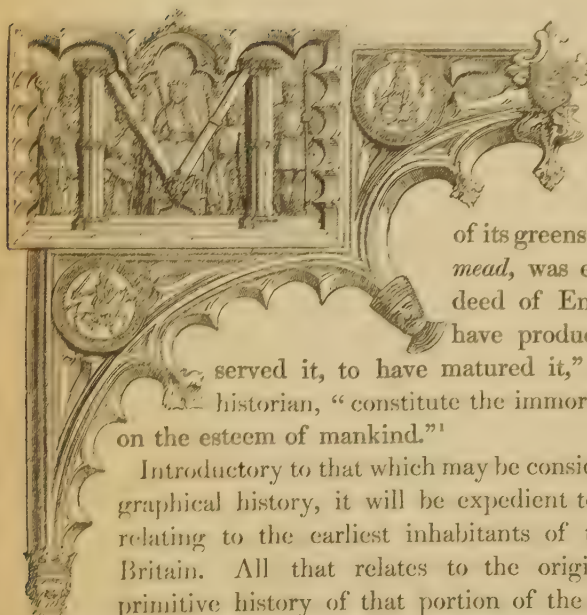 M
of its greens
mead, was e
deed of En
have produc
served it, to have matured it,”
historian, “constitute the immor
on the esteem of mankind.”¹
Introductory to that which may be consid
graphical history, it will be expedient to
relating to the earliest inhabitants of t
Britain. All that relates to the origi
primitive history of that portion of the